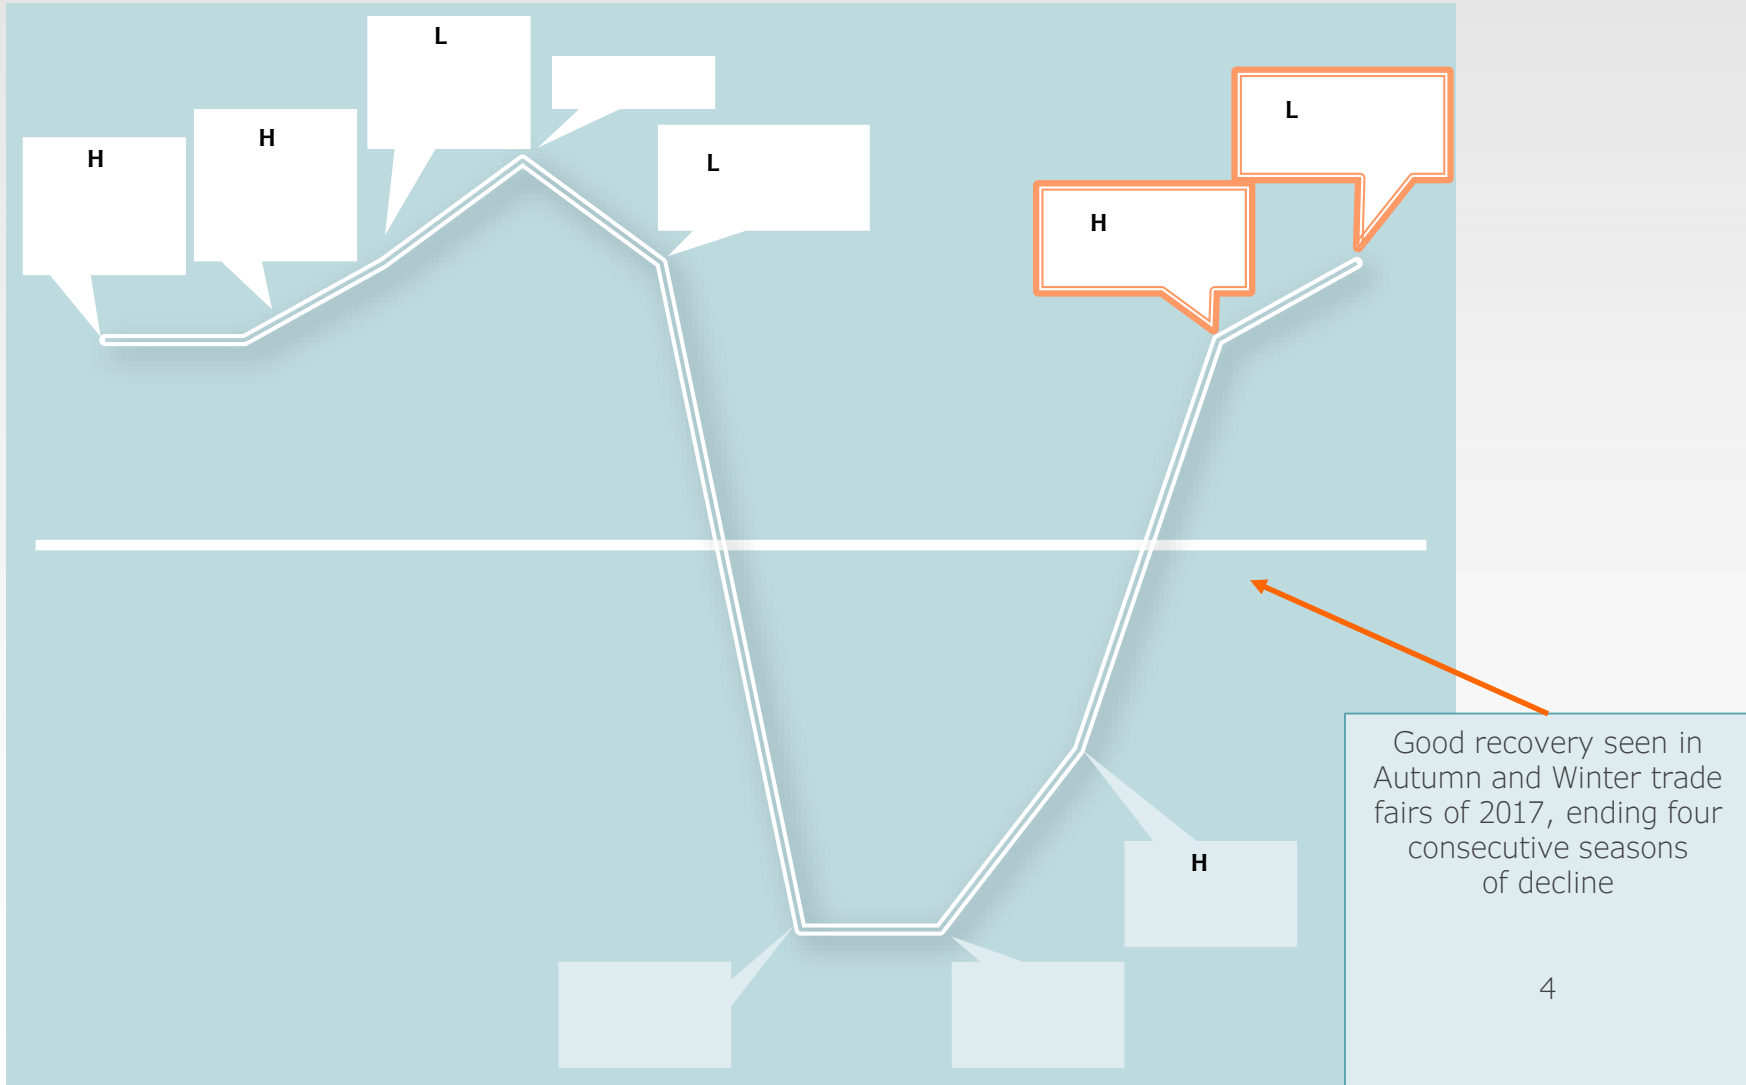 L
H
H
L
L
H
H
Good recovery seen in
Autumn and Winter trade
fairs of 2017, ending four
consecutive seasons
of decline
4